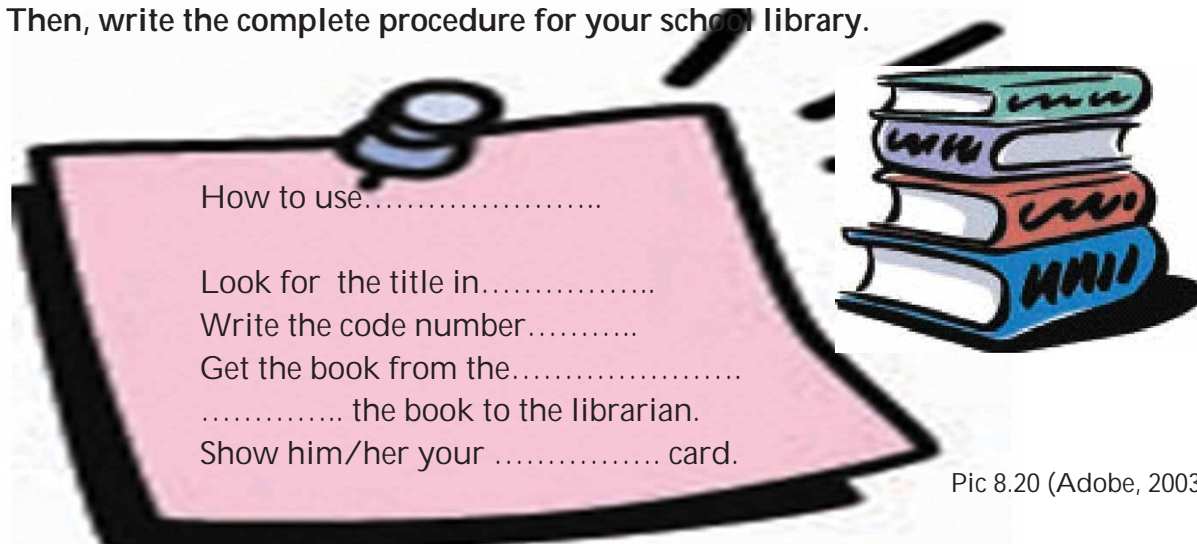 Then, write the complete procedure for your school library.
How to use......................
Look for the title in.................
Write the code number...........
Get the book from the......................
.............. the book to the librarian.
Show him/her your ................ card.
Pic 8.20 (Adobe, 2003